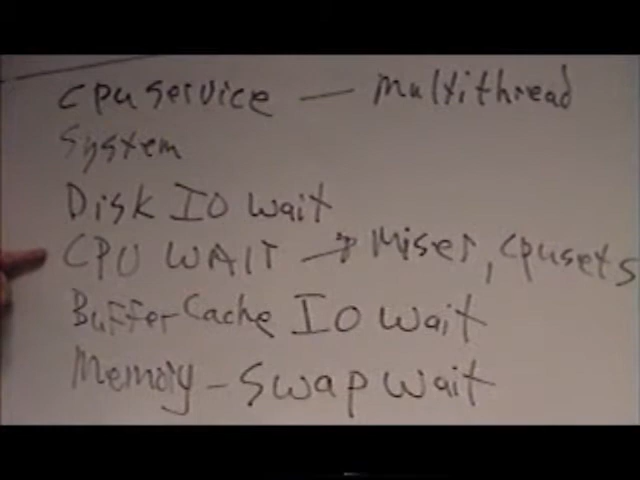 cpu service — multithread
System
Disk IO wait
CPU WAIT → Miser, cpusets
Buffer Cache IO wait
Memory - swap wait